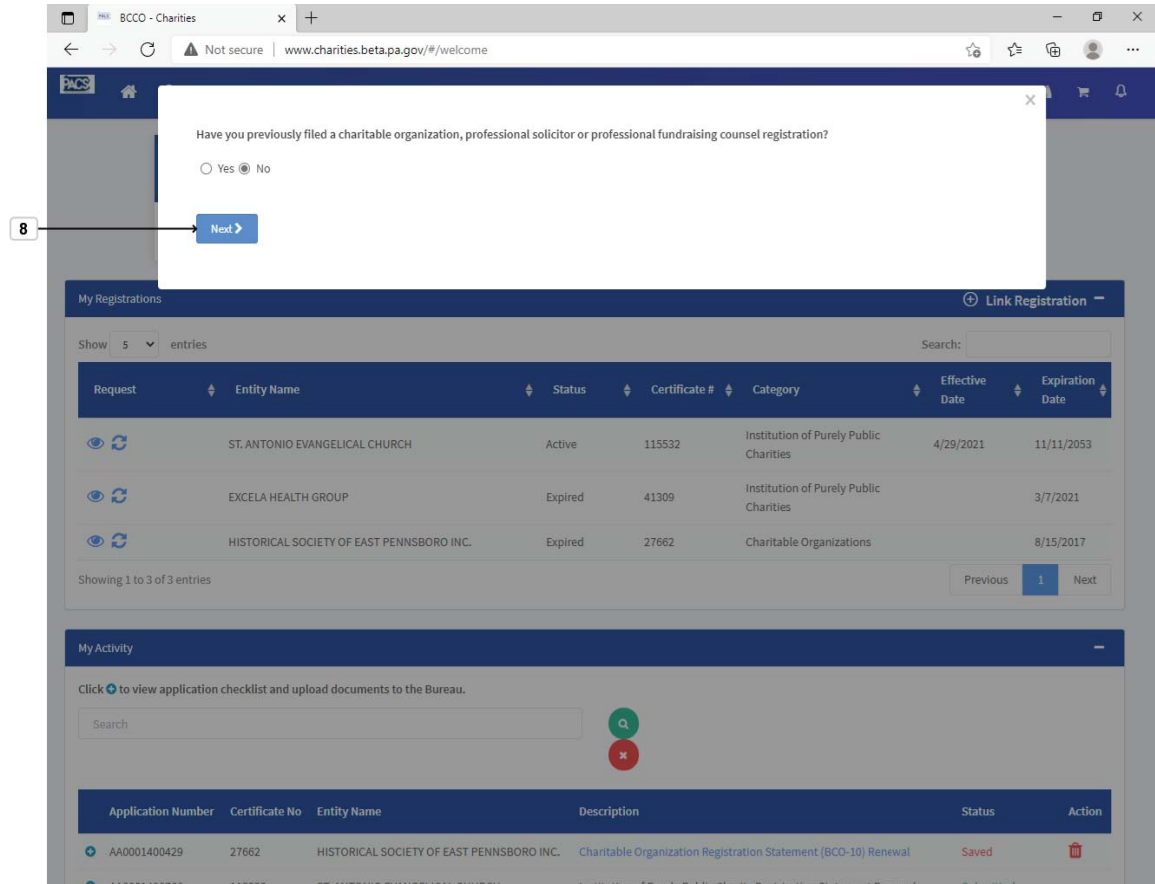 BCCO - Charities
Not secure www.charities.beta.pa.gov/#/welcome
PACS
Have you previously filed a charitable organization, professional solicitor or professional fundraising counsel registration?
Yes No
8
Next
My Registrations Link Registration
Show 5 entries Search:
Request Entity Name Status Certificate # Category Effective Date Expiration Date
ST. ANTONIO EVANGELICAL CHURCH Active 115532 Institution of Purely Public Charities 4/29/2021 11/11/2053
EXCELA HEALTH GROUP Expired 41309 Institution of Purely Public Charities 3/7/2021
HISTORICAL SOCIETY OF EAST PENNSBORO INC. Expired 27662 Charitable Organizations 8/15/2017
Showing 1 to 3 of 3 entries Previous 1 Next
My Activity
Click to view application checklist and upload documents to the Bureau.
Search
Application Number Certificate No Entity Name Description Status Action
AA0001400429 27662 HISTORICAL SOCIETY OF EAST PENNSBORO INC. Charitable Organization Registration Statement (BCO-10) Renewal Saved